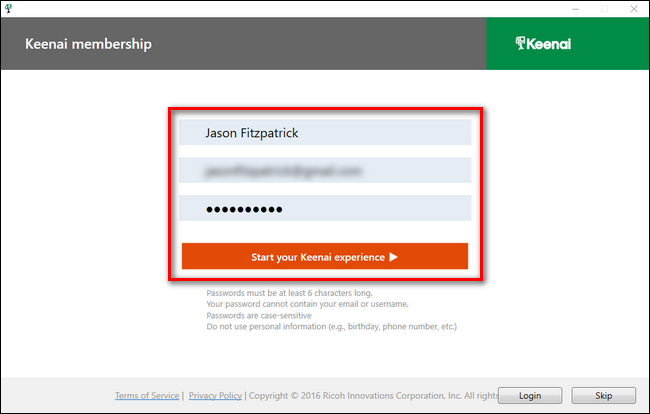 Keenai membership
Keenai
Jason Fitzpatrick
●●●●●●●●●●
Start your Keenai experience ▶
Passwords must be at least 6 characters long.
Your password cannot contain your email or username.
Passwords are case-sensitive
Do not use personal information (e.g., birthday, phone number, etc.)
Terms of Service | Privacy Policy | Copyright © 2016 Ricoh Innovations Corporation, Inc. All rights Login Skip